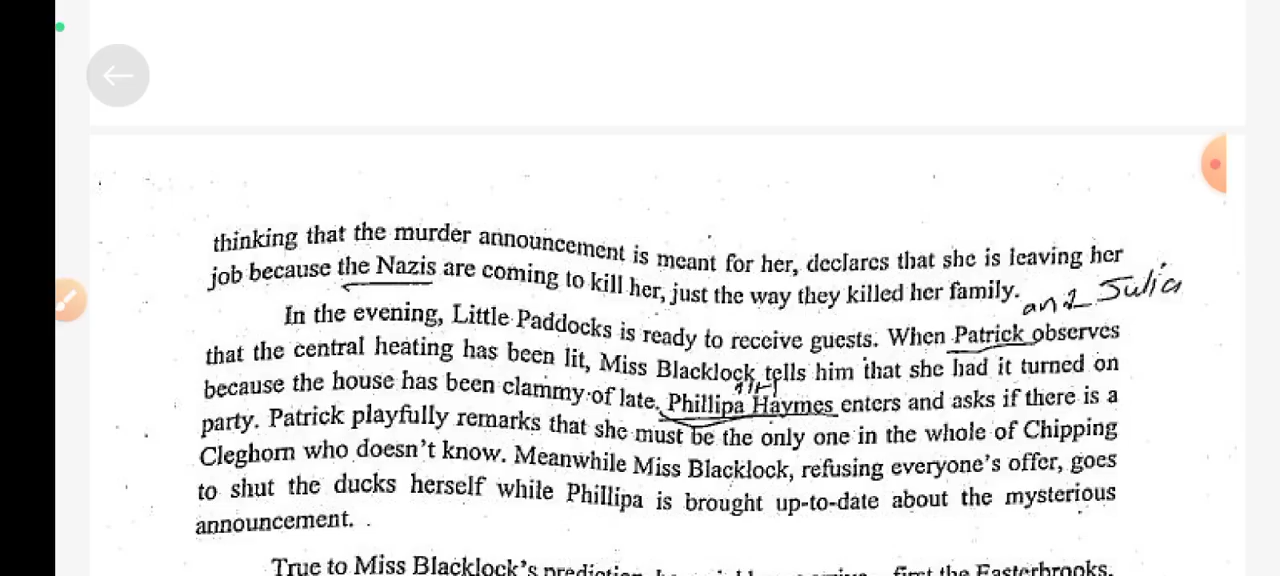 thinking that the murder announcement is meant for her, declares that she is leaving her
job because the Nazis are coming to kill her, just the way they killed her family.
and Julia
In the evening, Little Paddocks is ready to receive guests. When Patrick observes
that the central heating has been lit, Miss Blacklock tells him that she had it turned on
girl
because the house has been clammy of late. Phillipa Haymes enters and asks if there is a
party. Patrick playfully remarks that she must be the only one in the whole of Chipping
Cleghorn who doesn't know. Meanwhile Miss Blacklock, refusing everyone's offer, goes
to shut the ducks herself while Phillipa is brought up-to-date about the mysterious
announcement.
True to Miss Blacklock's first the Easterbrooks,